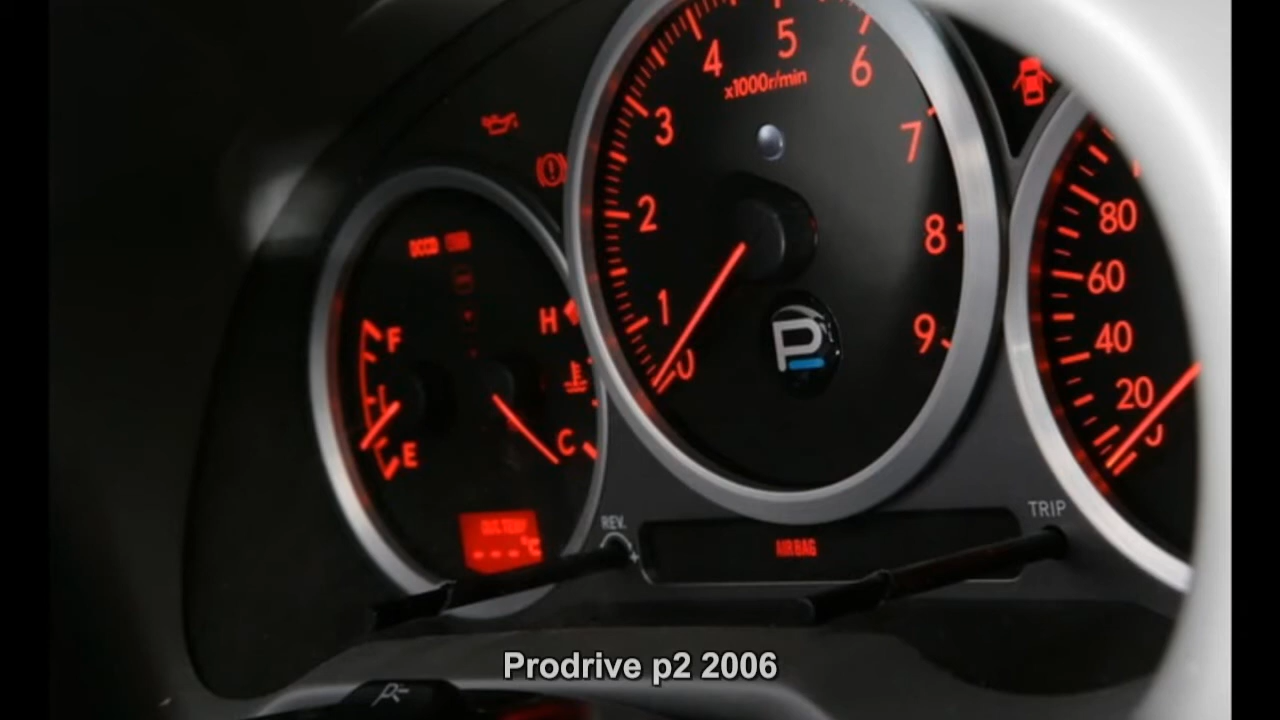 4 5 6
x1000r/min
3 7
2 8
1 9
0
P
F
E
H
C
°C
80
60
40
20
0
REV.
TRIP
AIRBAG
Prodrive p2 2006